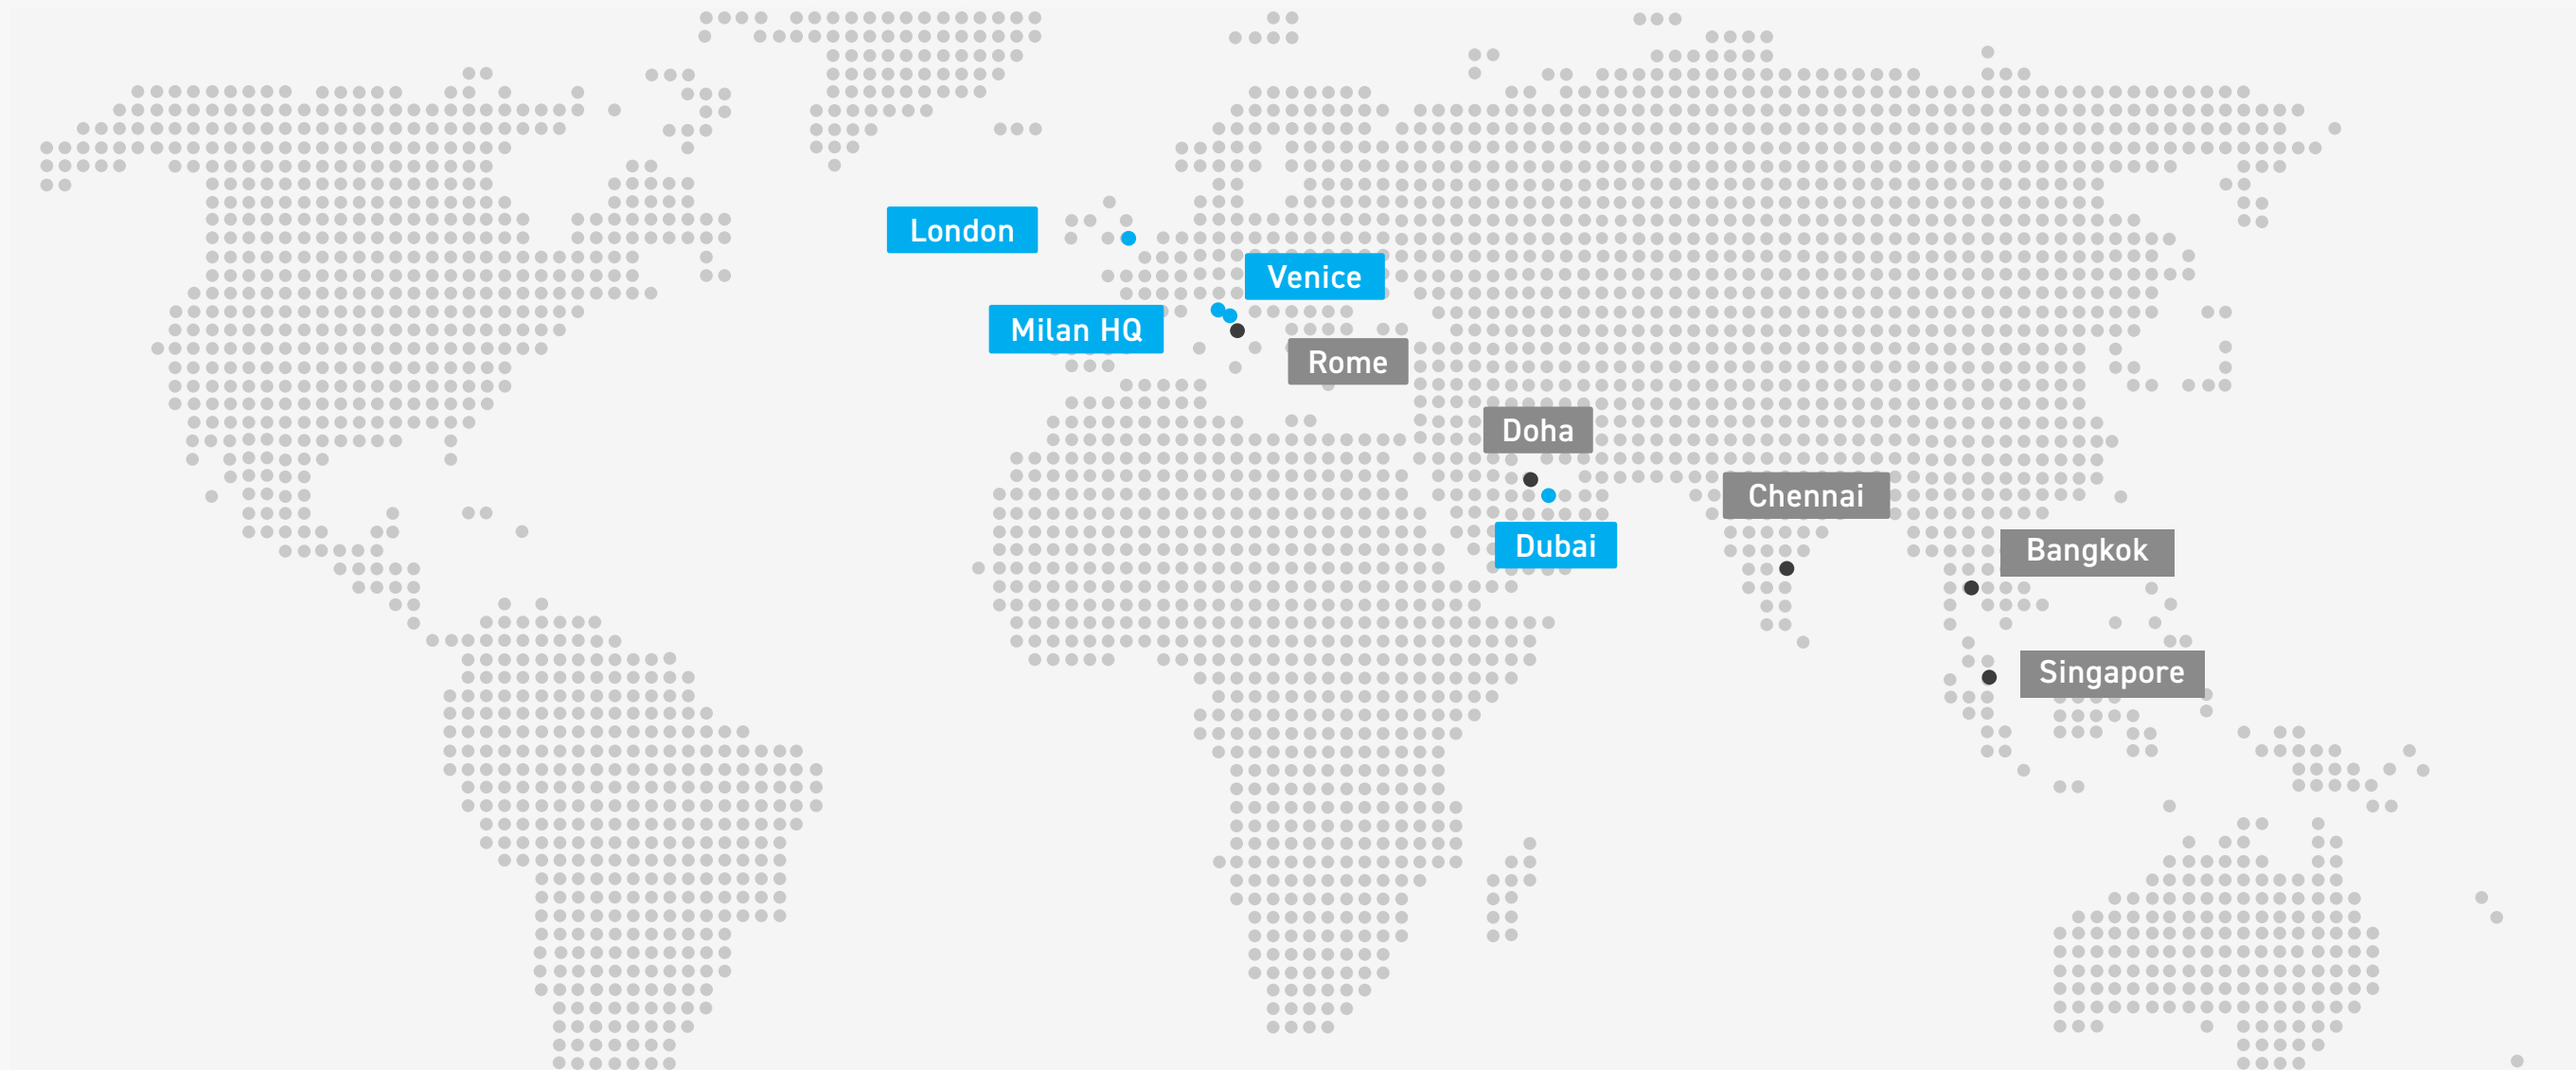 London
Venice
Milan HQ
Rome
Doha
Chennai
Dubai
Bangkok
Singapore